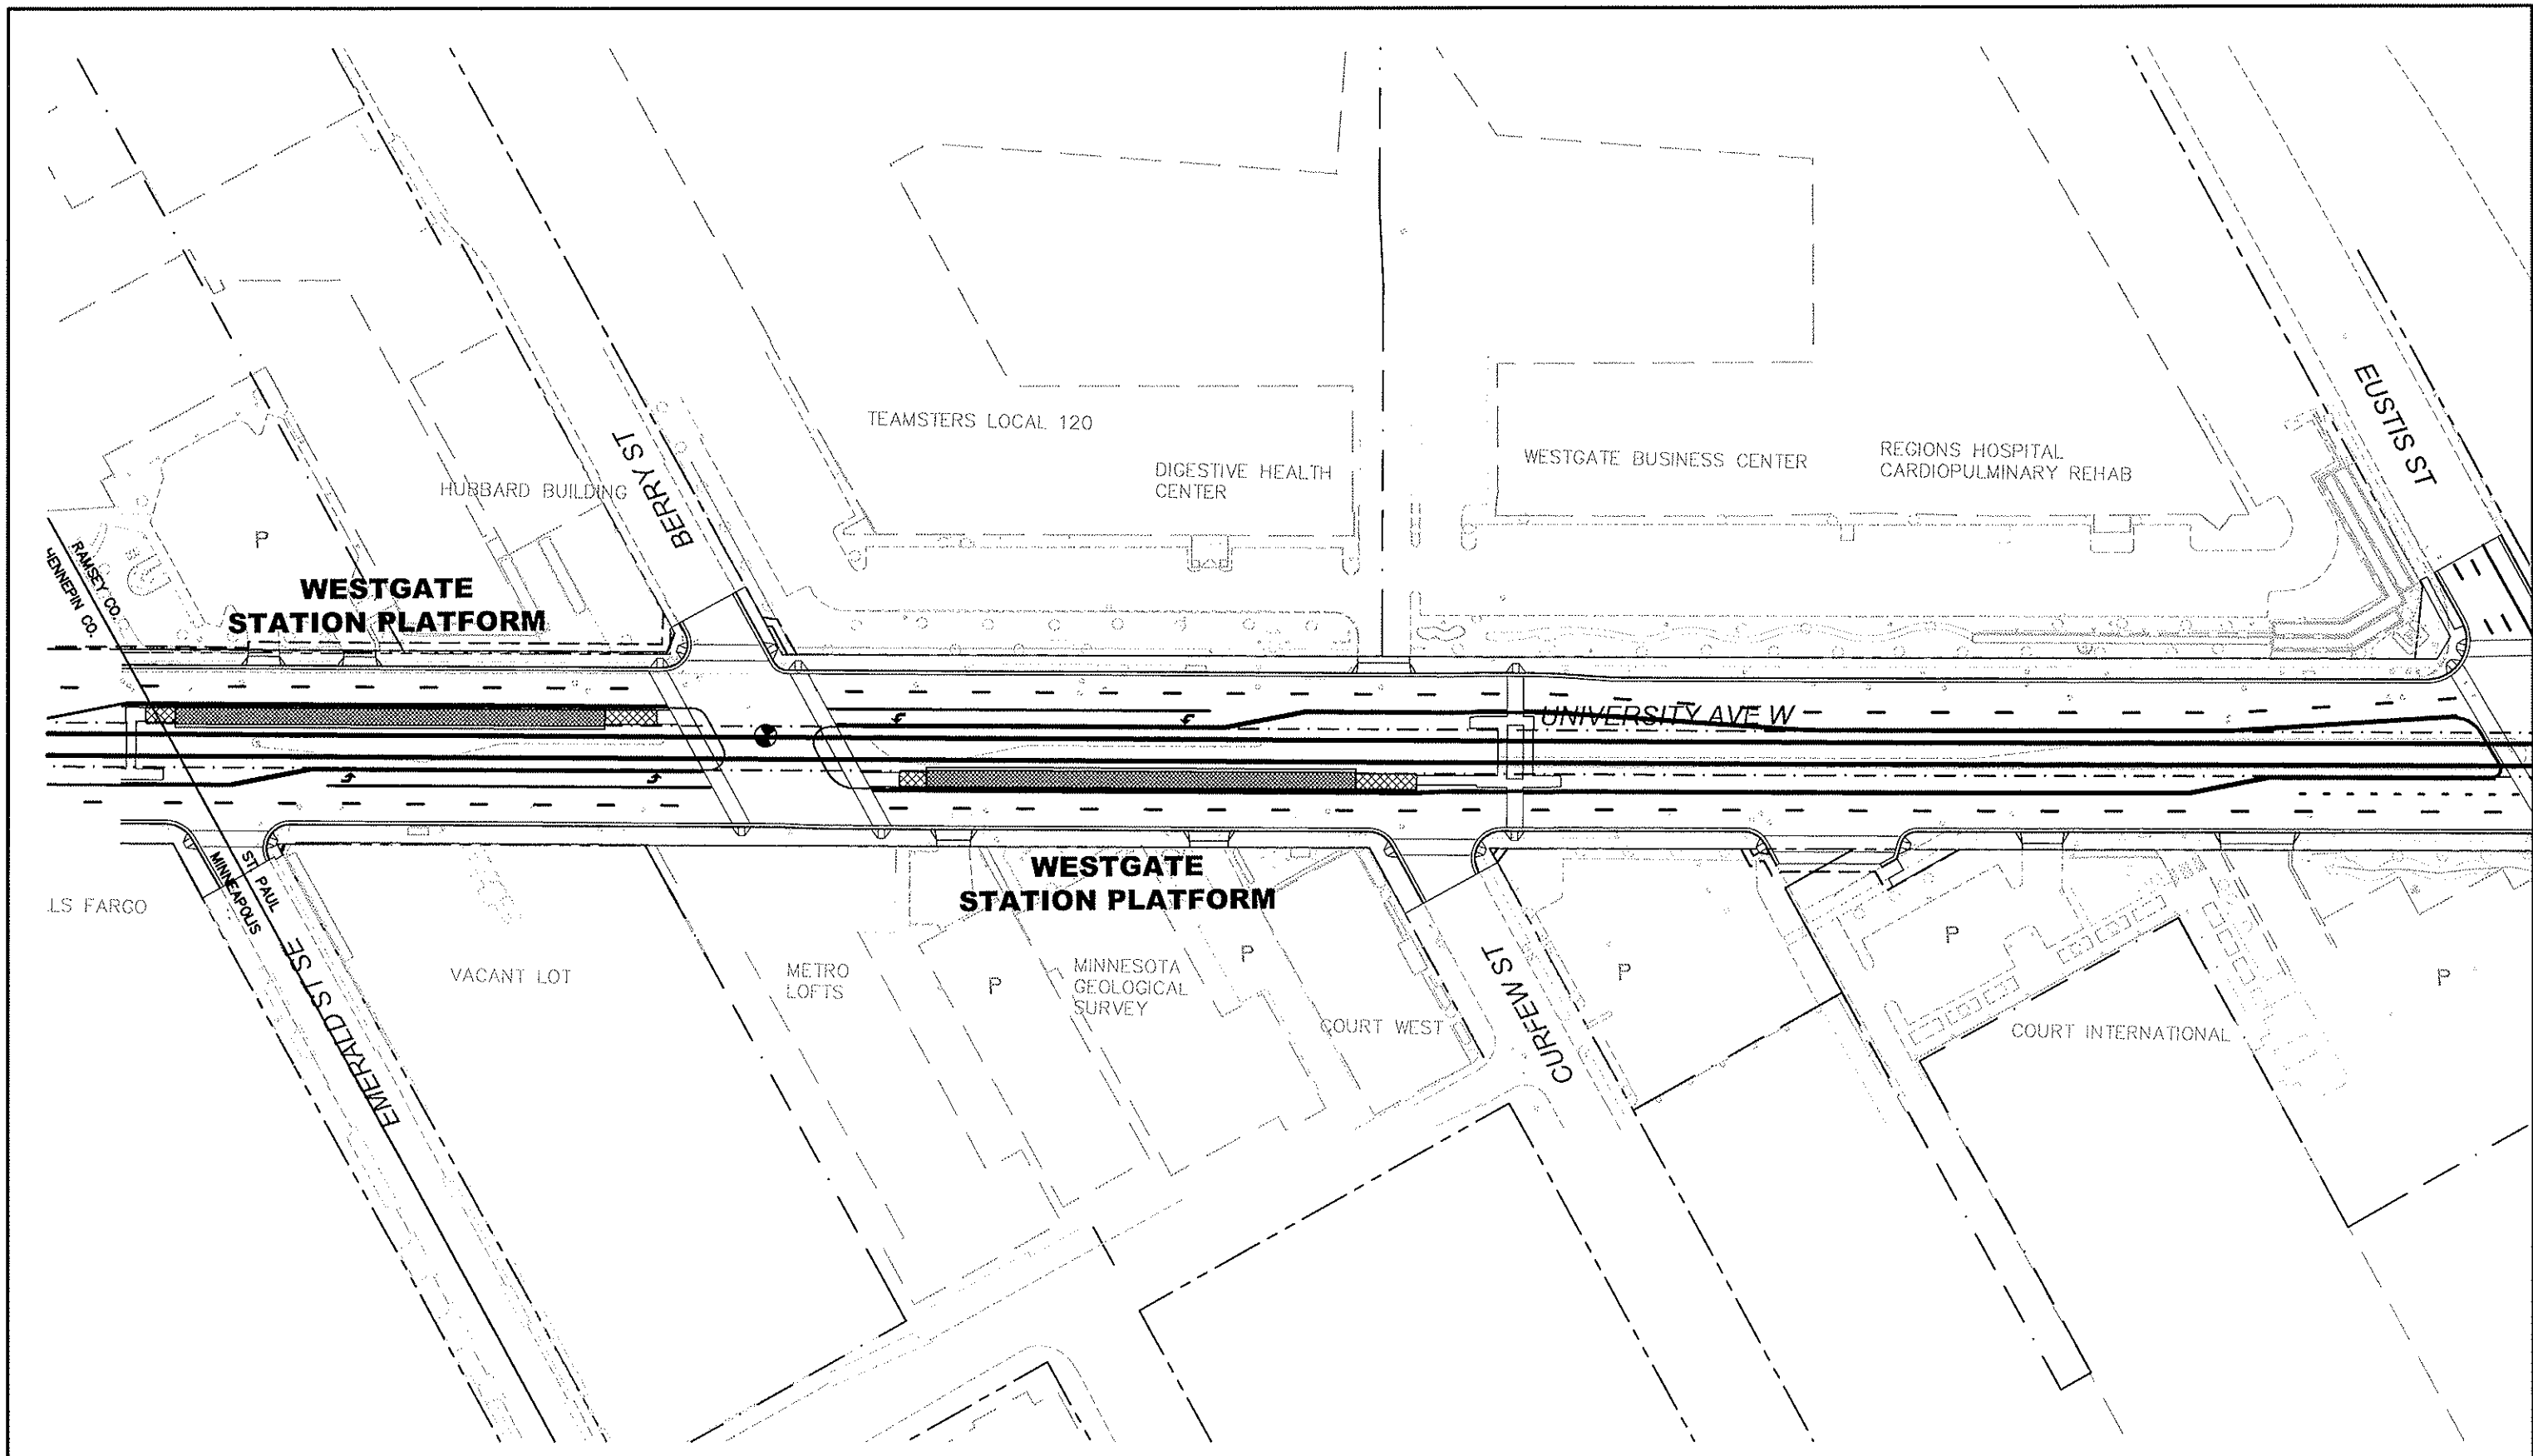 EUSTIS ST
TEAMSTERS LOCAL 120
BERRY ST
REGIONS HOSPITAL
CARDIOPULMINARY REHAB
WESTGATE BUSINESS CENTER
DIGESTIVE HEALTH
CENTER
HUBBARD BUILDING
P
RAMSEY CO.
HENNEPIN CO.
WESTGATE
STATION PLATFORM
UNIVERSITY AVE W
WESTGATE
STATION PLATFORM
ST PAUL
MINNEAPOLIS
LS FARGO
EMERALD ST SE
VACANT LOT
METRO
LOFTS
P
MINNESOTA
GEOLOGICAL
SURVEY
P
COURT WEST
CURFEW ST
P
P
COURT INTERNATIONAL
P